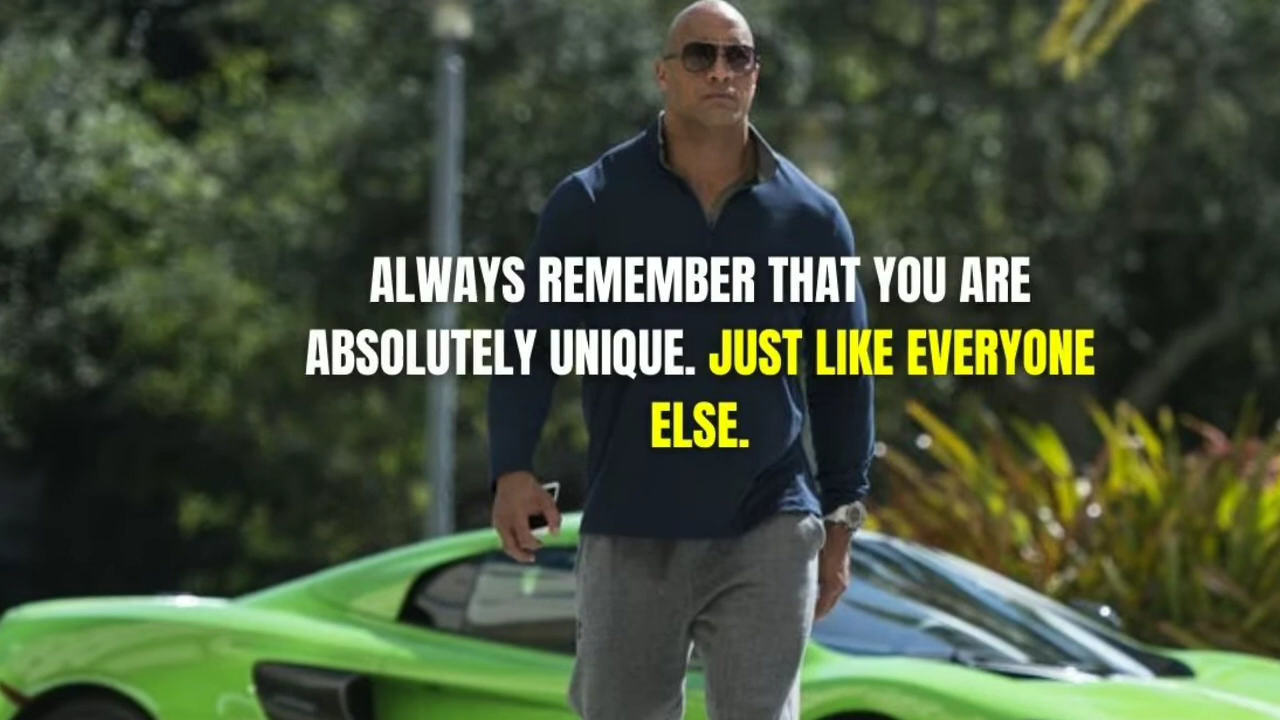 ALWAYS REMEMBER THAT YOU ARE
ABSOLUTELY UNIQUE. JUST LIKE EVERYONE
ELSE.